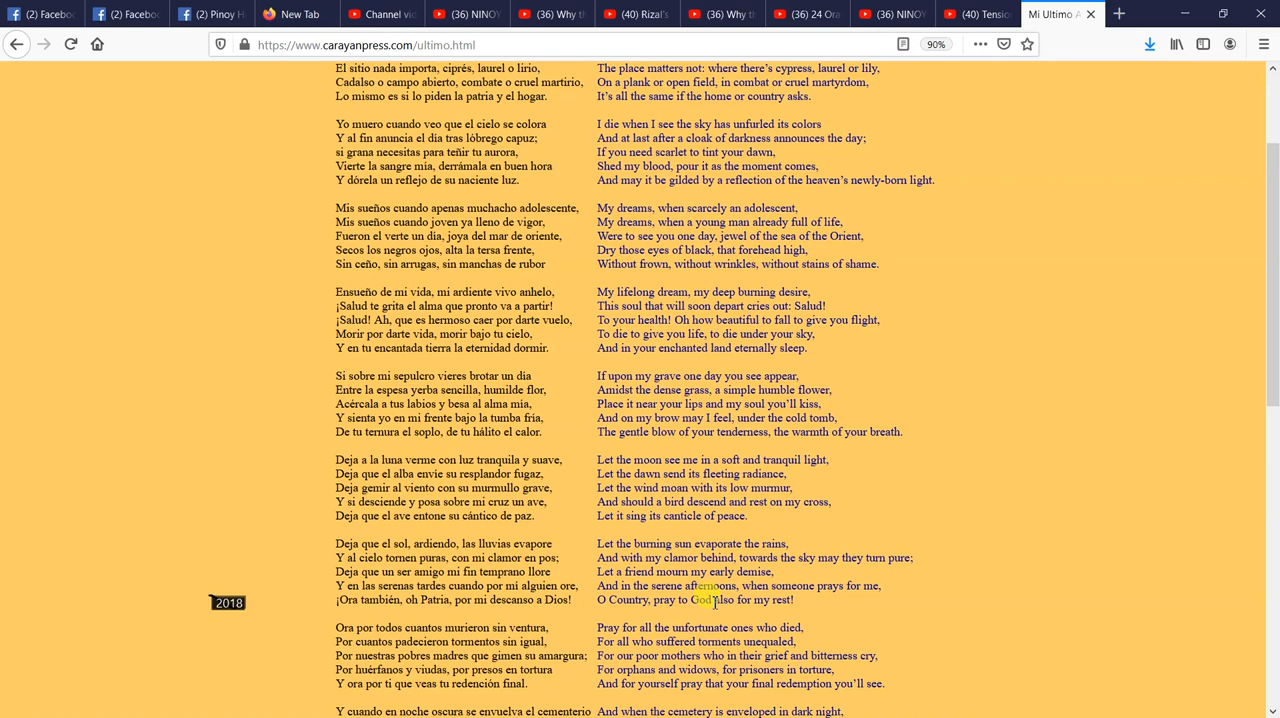 (2) Facebo
(2) Faceboo
(2) Pinoy H
New Tab
Channel vid
(36) NINOY
(36) Why th
(40) Rizal's
(36) Why th
(36) 24 Ora
(36) NINOY
(40) Tensio
Mi Ultimo A
https://www.carayanpress.com/ultimo.html
90%
El sitio nada importa, ciprés, laurel o lirio,
Cadalso o campo abierto, combate o cruel martirio,
Lo mismo es si lo piden la patria y el hogar.
Yo muero cuando veo que el cielo se colora
Y al fin anuncia el día tras lóbrego capuz;
si grana necesitas para teñir tu aurora,
Vierte la sangre mía, derrámala en buen hora
Y dórela un reflejo de su naciente luz.
Mis sueños cuando apenas muchacho adolescente,
Mis sueños cuando joven ya lleno de vigor,
Fueron el verte un día, joya del mar de oriente,
Secos los negros ojos, alta la tersa frente,
Sin ceño, sin arrugas, sin manchas de rubor
Ensueño de mi vida, mi ardiente vivo anhelo,
¡Salud te grita el alma que pronto va a partir!
¡Salud! Ah, que es hermoso caer por darte vuelo,
Morir por darte vida, morir bajo tu cielo,
Y en tu encantada tierra la eternidad dormir.
Si sobre mi sepulcro vieres brotar un día
Entre la espesa yerba sencilla, humilde flor,
Acércala a tus labios y besa al alma mía,
Y sienta yo en mi frente bajo la tumba fría,
De tu ternura el soplo, de tu hálito el calor.
Deja a la luna verme con luz tranquila y suave,
Deja que el alba envíe su resplandor fugaz,
Deja gemir al viento con su murmullo grave,
Y si desciende y posa sobre mi cruz un ave,
Deja que el ave entone su cántico de paz.
Deja que el sol, ardiendo, las lluvias evapore
Y al cielo tornen puras, con mi clamor en pos;
Deja que un ser amigo mi fin temprano llore
Y en las serenas tardes cuando por mi alguien ore,
¡Ora también, oh Patria, por mi descanso a Dios!
Ora por todos cuantos murieron sin ventura,
Por cuantos padecieron tormentos sin igual,
Por nuestras pobres madres que gimen su amargura;
Por huérfanos y viudas, por presos en tortura
Y ora por ti que veas tu redención final.
Y cuando en noche oscura se envuelva el cementerio
The place matters not: where there's cypress, laurel or lily,
On a plank or open field, in combat or cruel martyrdom,
It's all the same if the home or country asks.
I die when I see the sky has unfurled its colors
And at last after a cloak of darkness announces the day;
If you need scarlet to tint your dawn,
Shed my blood, pour it as the moment comes,
And may it be gilded by a reflection of the heaven's newly-born light.
My dreams, when scarcely an adolescent,
My dreams, when a young man already full of life,
Were to see you one day, jewel of the sea of the Orient,
Dry those eyes of black, that forehead high,
Without frown, without wrinkles, without stains of shame.
My lifelong dream, my deep burning desire,
This soul that will soon depart cries out: Salud!
To your health! Oh how beautiful to fall to give you flight,
To die to give you life, to die under your sky,
And in your enchanted land eternally sleep.
If upon my grave one day you see appear,
Amidst the dense grass, a simple humble flower,
Place it near your lips and my soul you'll kiss,
And on my brow may I feel, under the cold tomb,
The gentle blow of your tenderness, the warmth of your breath.
Let the moon see me in a soft and tranquil light,
Let the dawn send its fleeting radiance,
Let the wind moan with its low murmur,
And should a bird descend and rest on my cross,
Let it sing its canticle of peace.
Let the burning sun evaporate the rains,
And with my clamor behind, towards the sky may they turn pure;
Let a friend mourn my early demise,
And in the serene afternoons, when someone prays for me,
O Country, pray to God also for my rest!
Pray for all the unfortunate ones who died,
For all who suffered torments unequaled,
For our poor mothers who in their grief and bitterness cry,
For orphans and widows, for prisoners in torture,
And for yourself pray that your final redemption you'll see.
And when the cemetery is enveloped in dark night,
2018